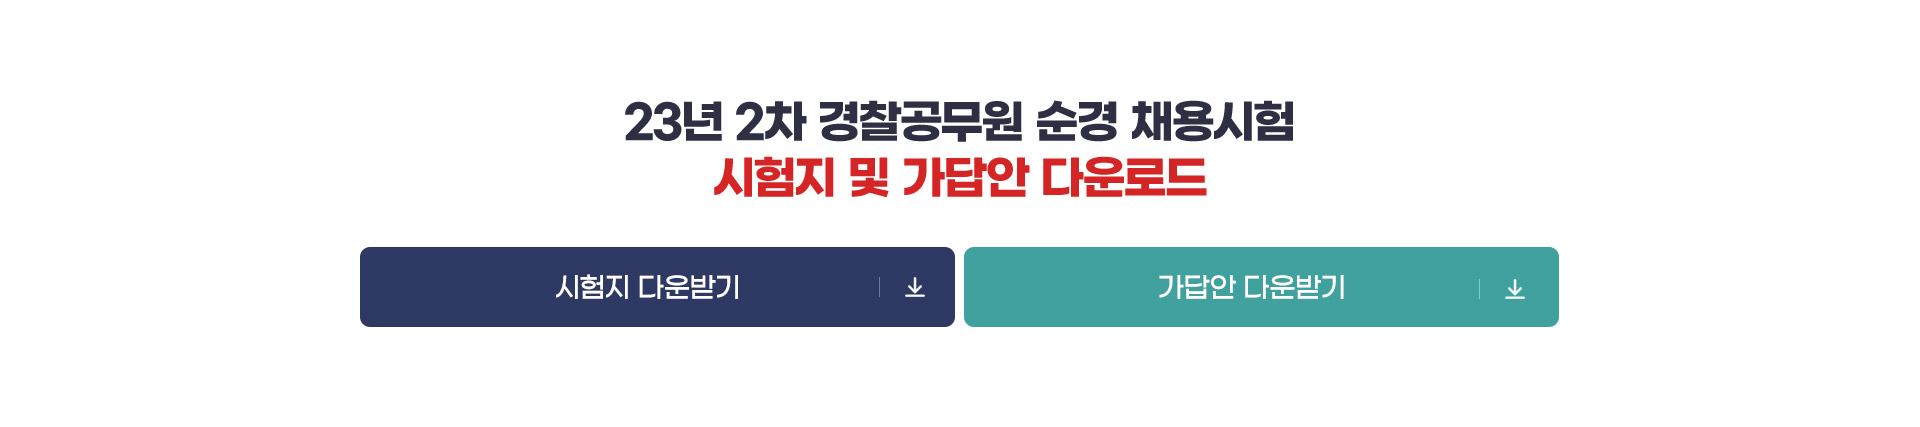 23년 2차 경찰공무원 순경 채용시험
시험지 및 가답안 다운로드
시험지 다운받기
가답안 다운받기